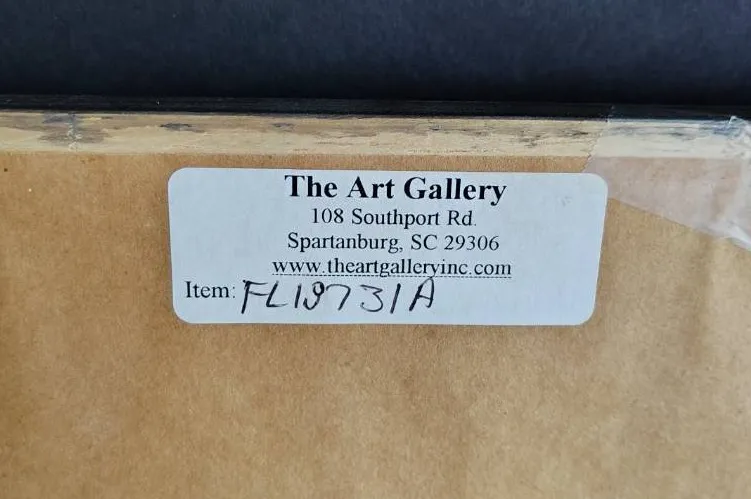 The Art Gallery
108 Southport Rd.
Spartanburg, SC 29306
www.theartgalleryinc.com
Item: FL19731A